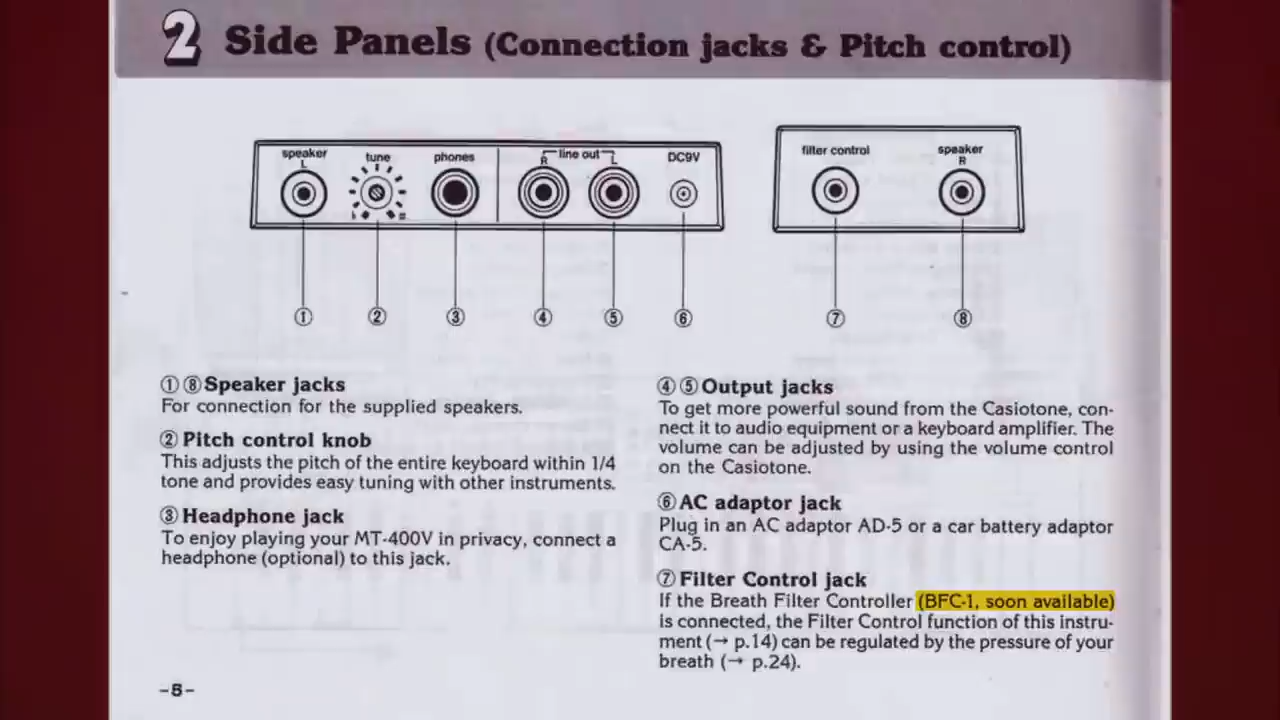 2 Side Panels (Connection jacks & Pitch control)
speaker L
tune
phones
R line out L
DC9V
filter control
speaker R
① ② ③ ④ ⑤ ⑥ ⑦ ⑧
①⑧Speaker jacks
For connection for the supplied speakers.
②Pitch control knob
This adjusts the pitch of the entire keyboard within 1/4
tone and provides easy tuning with other instruments.
③Headphone jack
To enjoy playing your MT-400V in privacy, connect a
headphone (optional) to this jack.
④⑤Output jacks
To get more powerful sound from the Casiotone, con-
nect it to audio equipment or a keyboard amplifier. The
volume can be adjusted by using the volume control
on the Casiotone.
⑥AC adaptor jack
Plug in an AC adaptor AD-5 or a car battery adaptor
CA-5.
⑦Filter Control jack
If the Breath Filter Controller (BFC-1, soon available)
is connected, the Filter Control function of this instru-
ment (→ p.14) can be regulated by the pressure of your
breath (→ p.24).
-8-